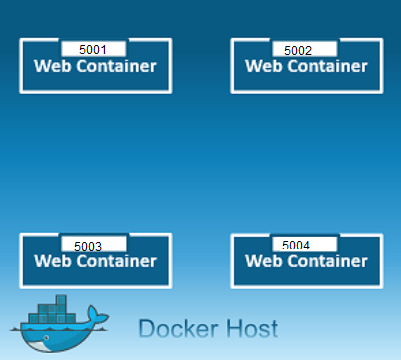 5001
Web Container
5002
Web Container
5003
Web Container
5004
Web Container
Docker Host